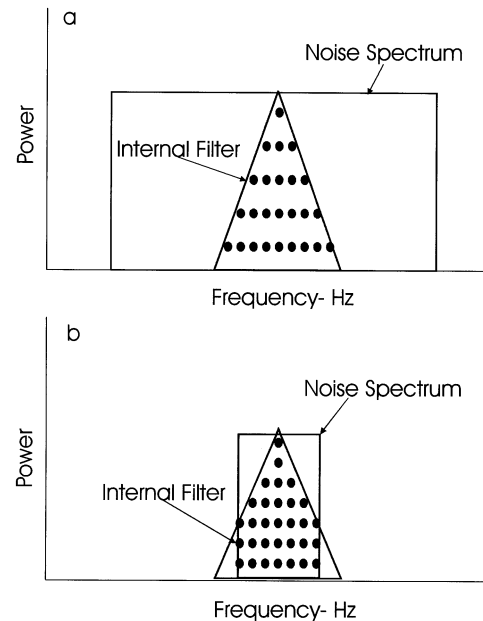 a
Noise Spectrum
Internal Filter
Power
Frequency- Hz
b
Noise Spectrum
Internal Filter
Power
Frequency- Hz